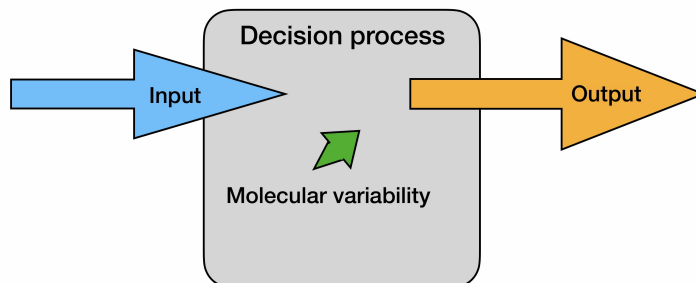 Decision process
Input
Output
Molecular variability